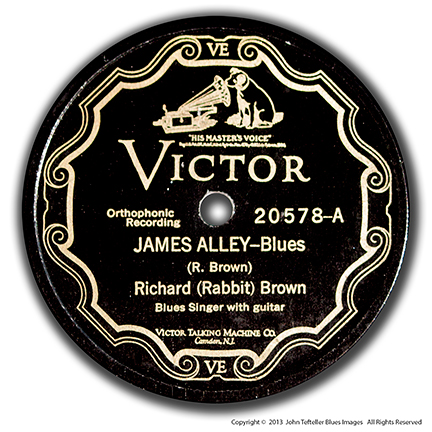 VE
"HIS MASTER'S VOICE"
VICTOR
Orthophonic
Recording
20578-A
JAMES ALLEY-Blues
(R. Brown)
Richard (Rabbit) Brown
Blues Singer with guitar
VICTOR TALKING MACHINE CO.
Camden, N.J.
VE
Copyright © 2013 John Tefteller Blues Images All Rights Reserved